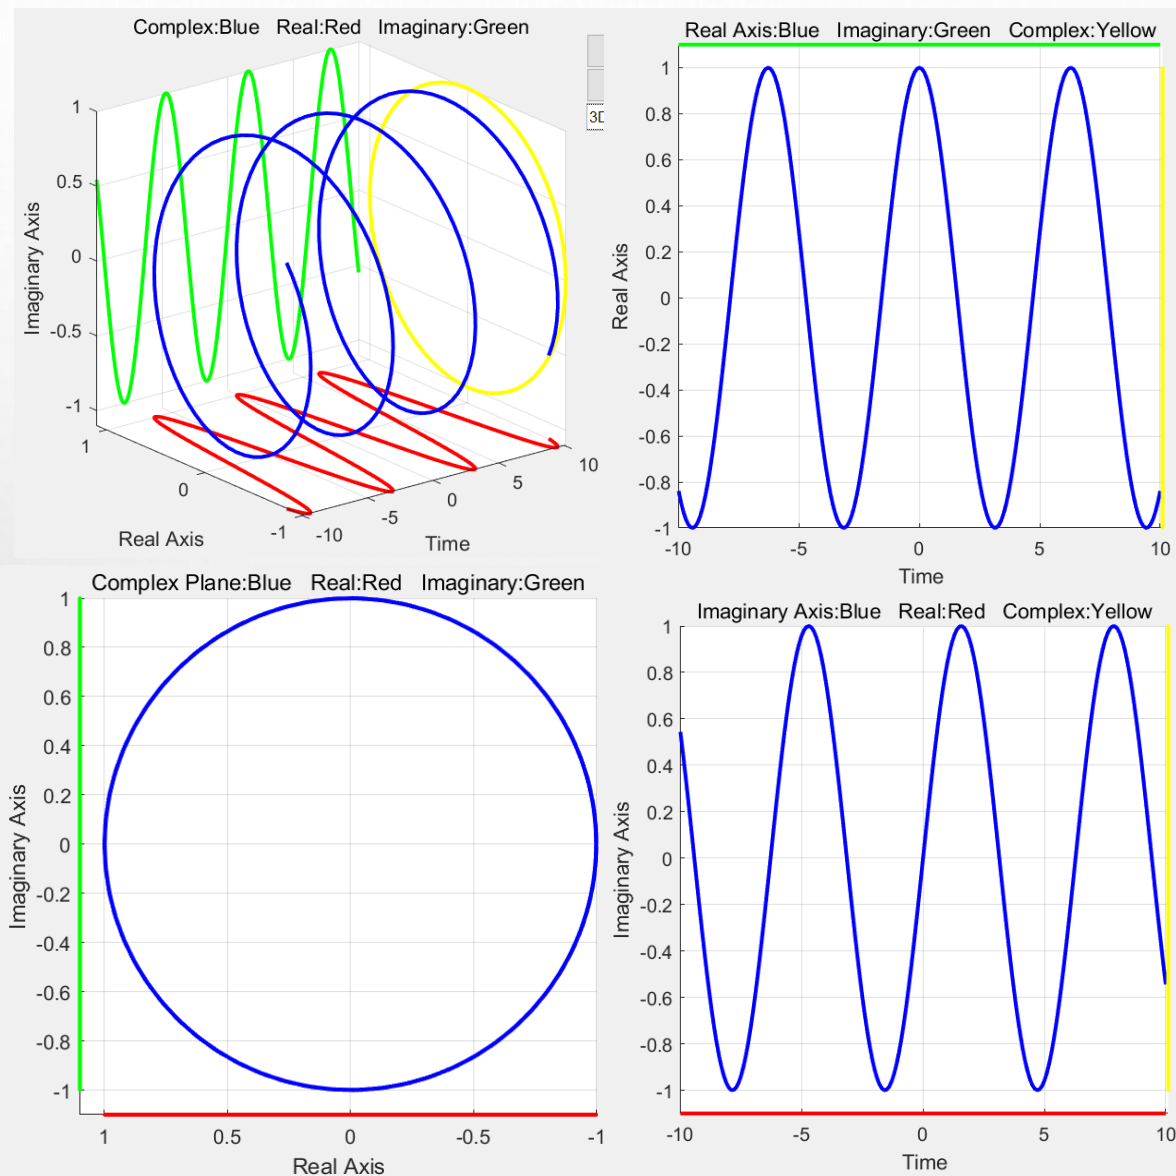 Complex:Blue Real:Red Imaginary:Green
1
0.5
0
-0.5
-1
Imaginary Axis
1
0
-1
Real Axis
-10
-5
0
5
10
Time
3D
Real Axis:Blue Imaginary:Green Complex:Yellow
1
0.8
0.6
0.4
0.2
0
-0.2
-0.4
-0.6
-0.8
-1
Real Axis
-10 -5 0 5 10
Time
Complex Plane:Blue Real:Red Imaginary:Green
1
0.8
0.6
0.4
0.2
0
-0.2
-0.4
-0.6
-0.8
-1
Imaginary Axis
1 0.5 0 -0.5 -1
Real Axis
Imaginary Axis:Blue Real:Red Complex:Yellow
1
0.8
0.6
0.4
0.2
0
-0.2
-0.4
-0.6
-0.8
-1
Imaginary Axis
-10 -5 0 5 10
Time